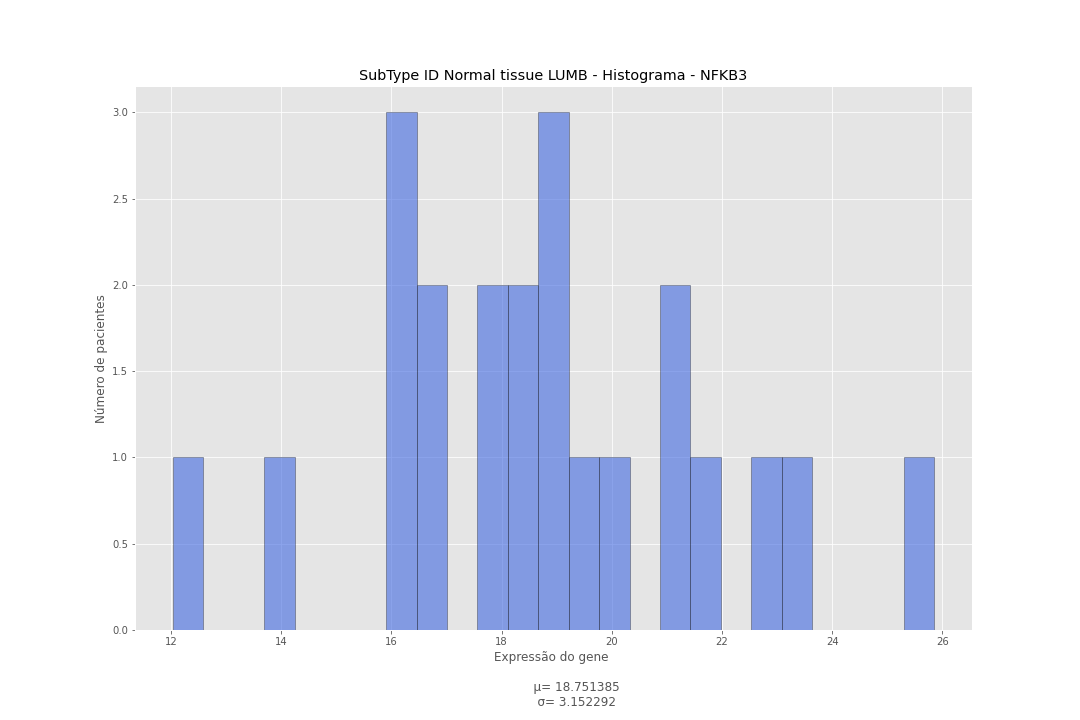 SubType ID Normal tissue LUMB - Histograma - NFKB3
3.0
2.5
2.0
1.5
1.0
0.5
0.0
Número de pacientes
12 14 16 18 20 22 24 26
Expressão do gene
μ= 18.751385
σ= 3.152292